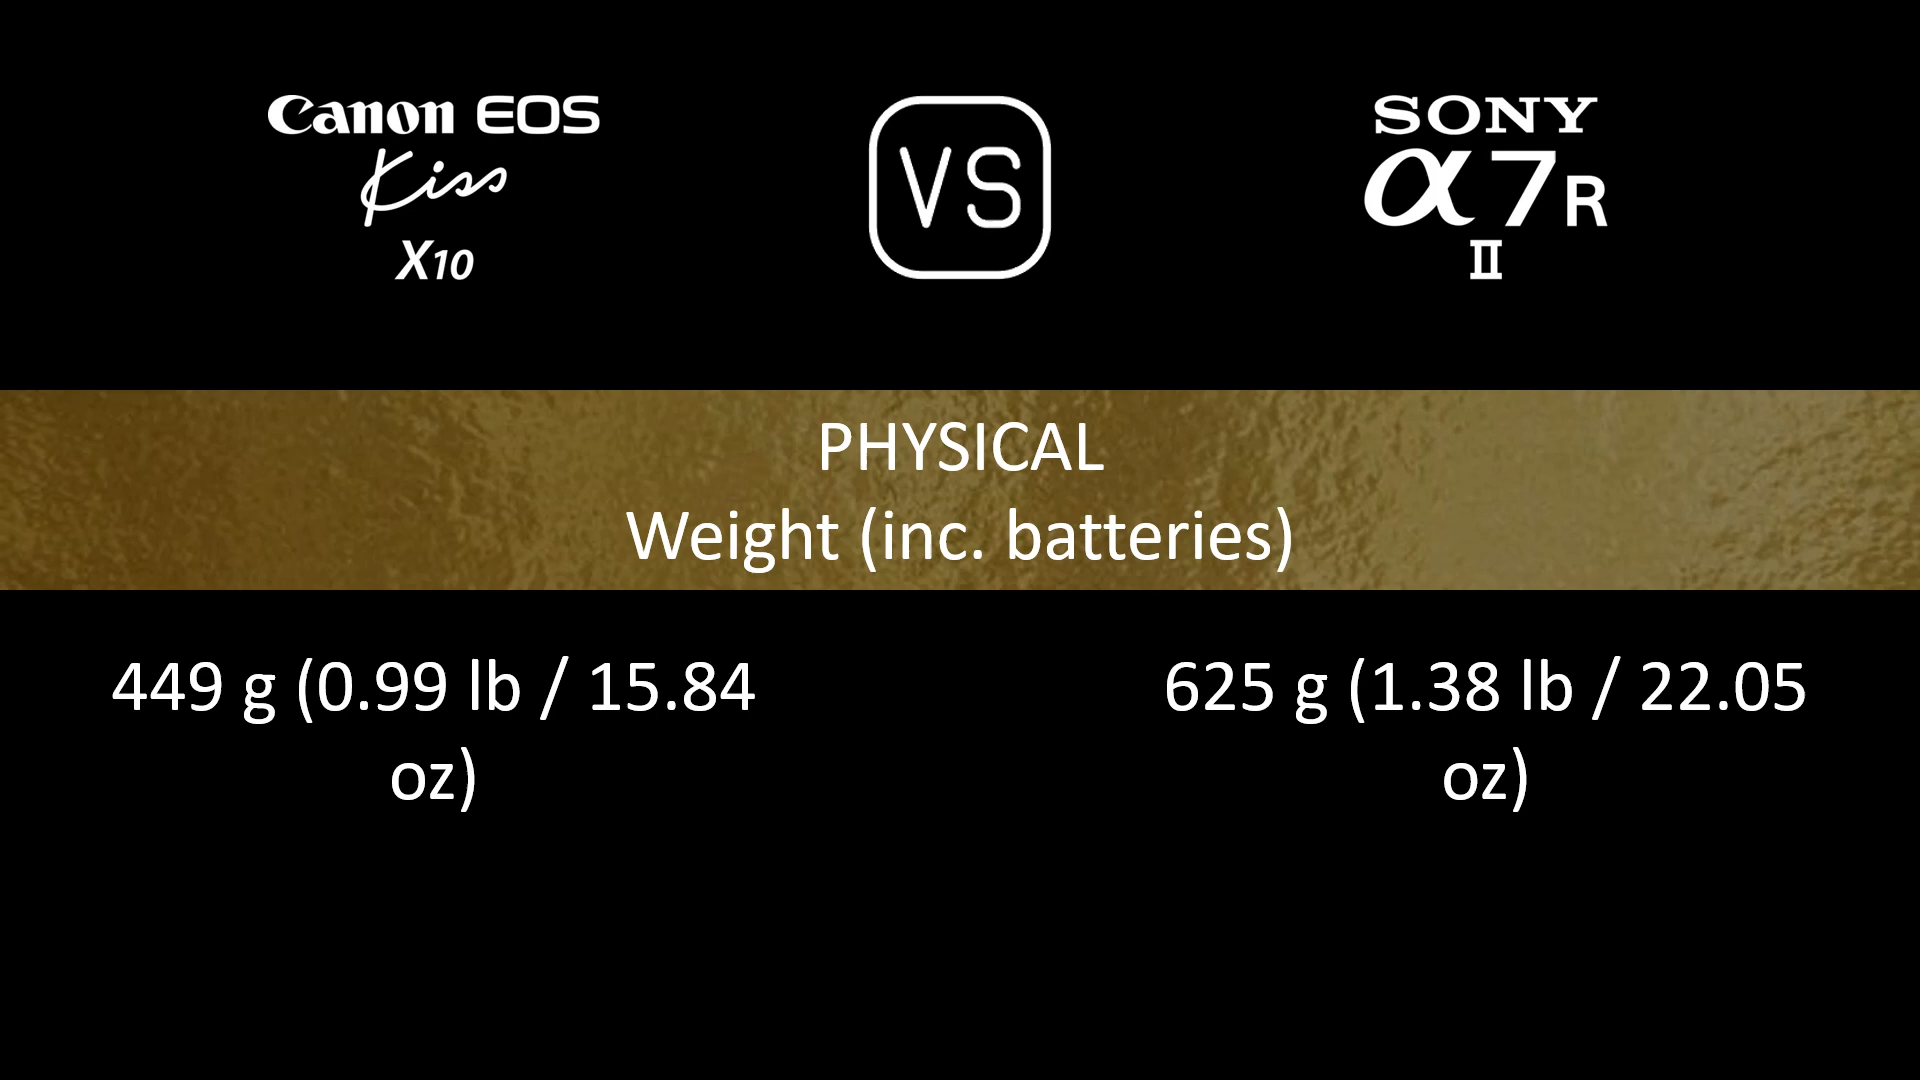 Canon EOS
Kiss
X10
VS
SONY
α7R
II
PHYSICAL
Weight (inc. batteries)
449 g (0.99 lb / 15.84
oz)
625 g (1.38 lb / 22.05
oz)